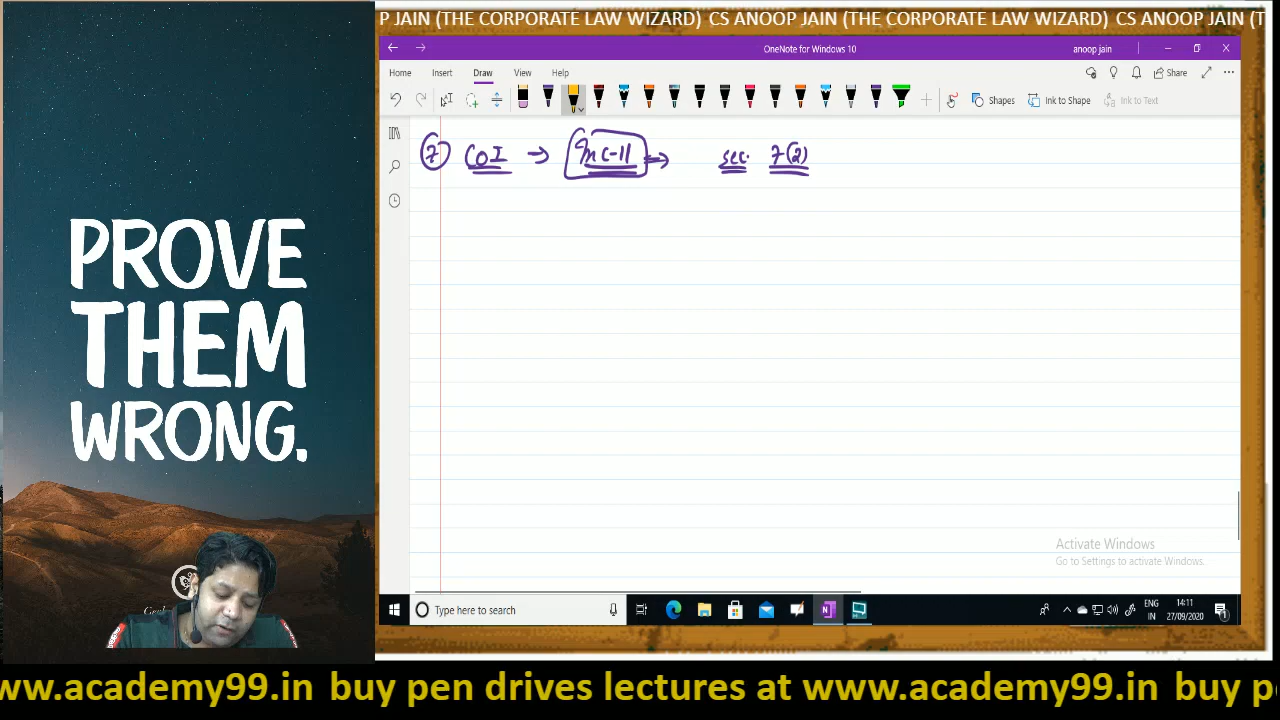 P JAIN (THE CORPORATE LAW WIZARD) CS ANOOP JAIN (THE CORPORATE LAW WIZARD) CS ANOOP JAIN (T
OneNote for Windows 10 anoop jain
Home Insert Draw View Help Share
Shapes Ink to Shape Ink to Text
7 COI → Inc-11 → sec. 7(2)
PROVE
THEM
WRONG.
Activate Windows
Go to Settings to activate Windows.
Type here to search
ENG 14:11
IN 27/09/2020
ww.academy99.in buy pen drives lectures at www.academy99.in buy pe